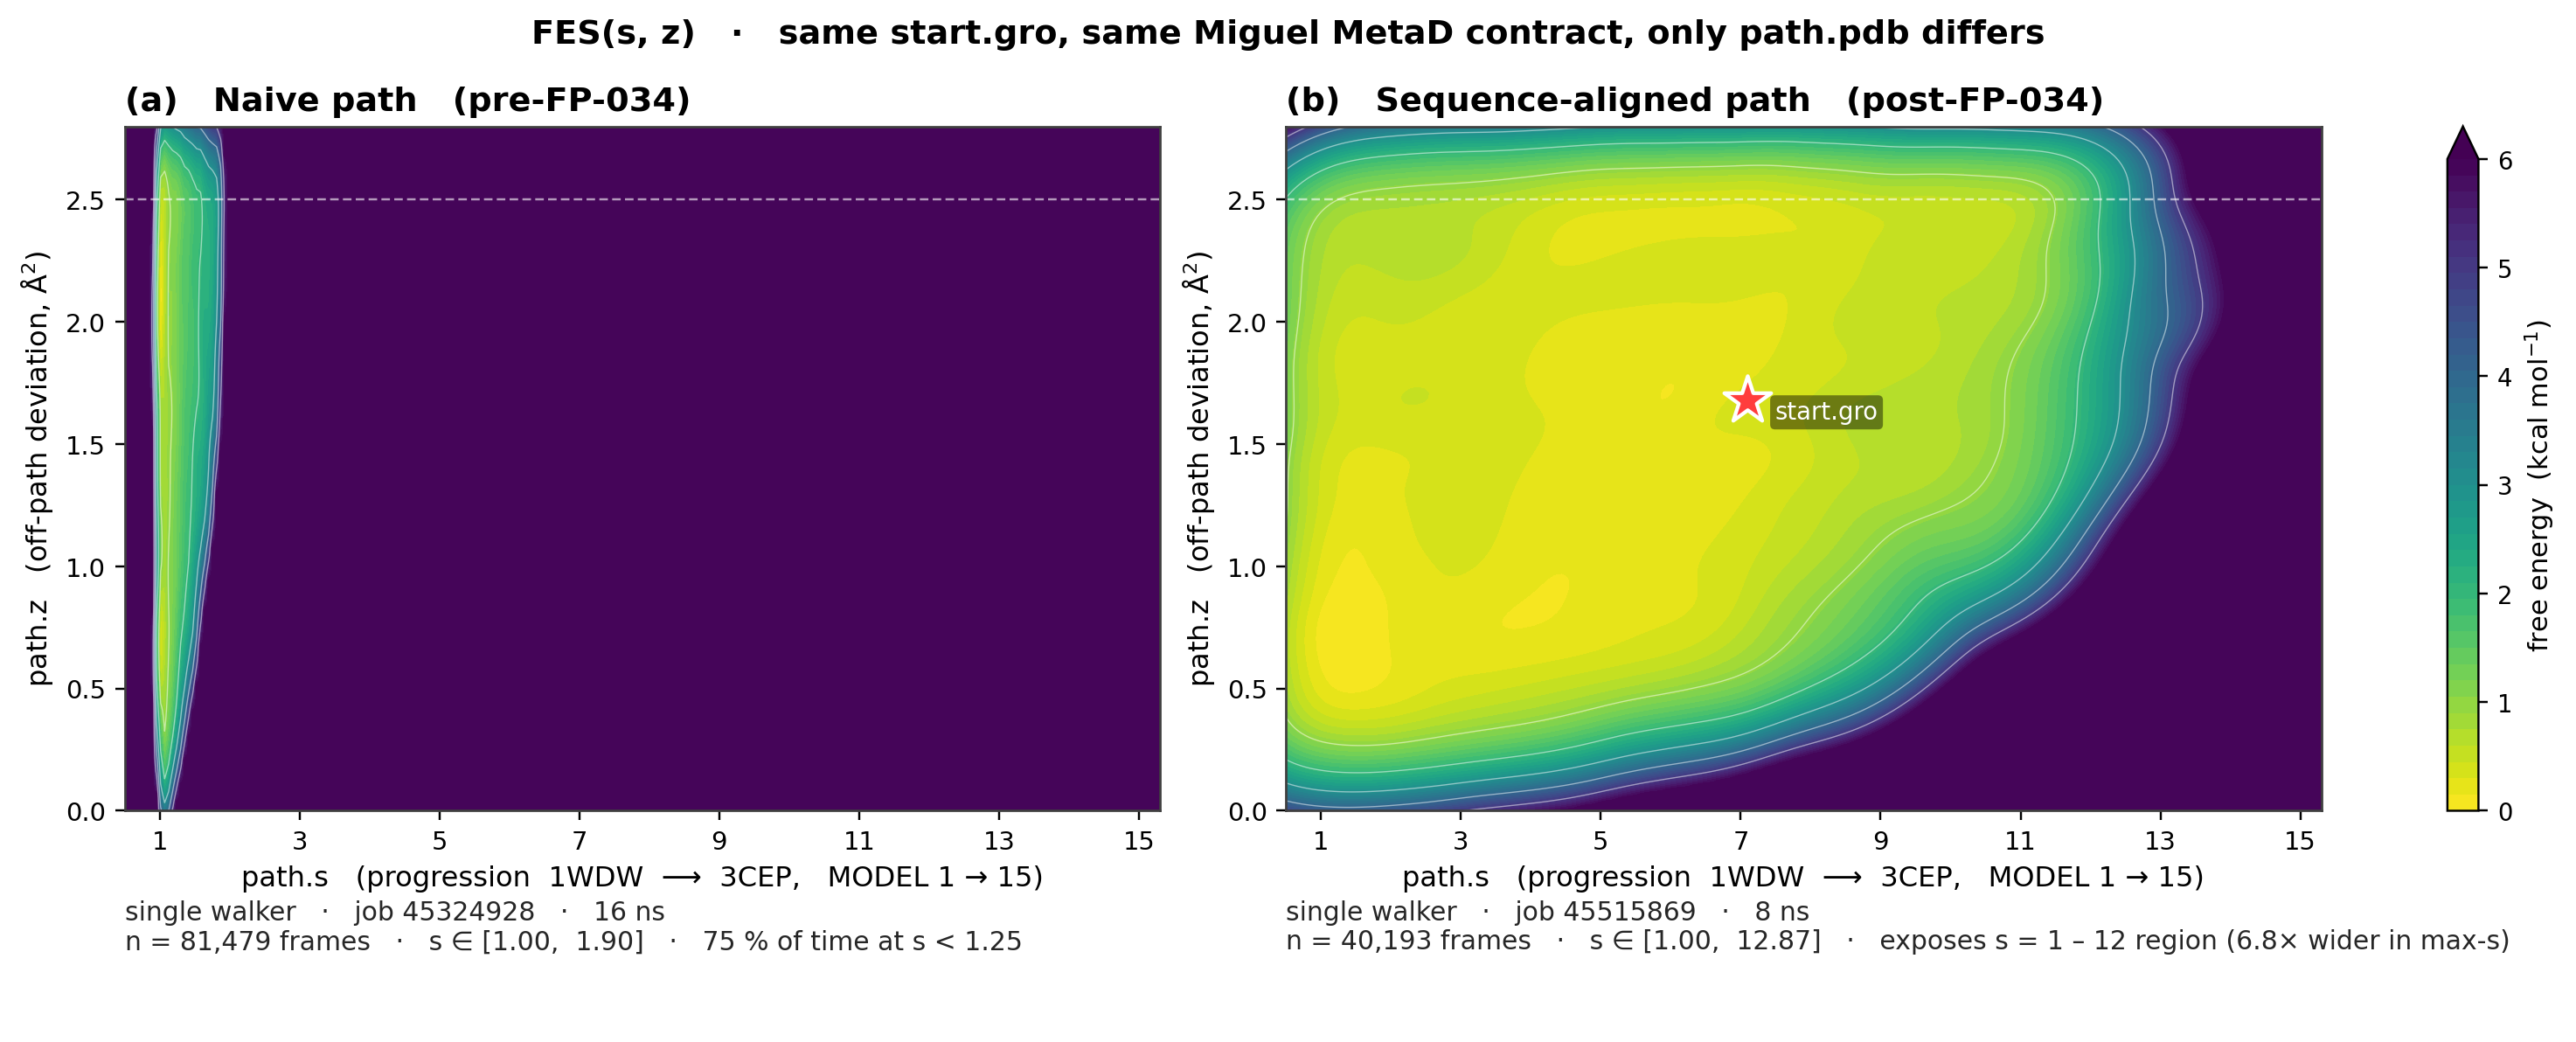 FES(s, z)   ·   same start.gro, same Miguel MetaD contract, only path.pdb differs
(a)   Naive path   (pre-FP-034)
path.z   (off-path deviation, Å²)
2.5
2.0
1.5
1.0
0.5
0.0
1 3 5 7 9 11 13 15
path.s   (progression  1WDW  ⟶  3CEP,   MODEL 1 → 15)
single walker   ·   job 45324928   ·   16 ns
n = 81,479 frames   ·   s ∈ [1.00,  1.90]   ·   75 % of time at s < 1.25
(b)   Sequence-aligned path   (post-FP-034)
path.z   (off-path deviation, Å²)
2.5
2.0
1.5
1.0
0.5
0.0
start.gro
1 3 5 7 9 11 13 15
path.s   (progression  1WDW  ⟶  3CEP,   MODEL 1 → 15)
single walker   ·   job 45515869   ·   8 ns
n = 40,193 frames   ·   s ∈ [1.00,  12.87]   ·   exposes s = 1 – 12 region (6.8× wider in max-s)
6
5
4
3
2
1
0
free energy  (kcal mol⁻¹)